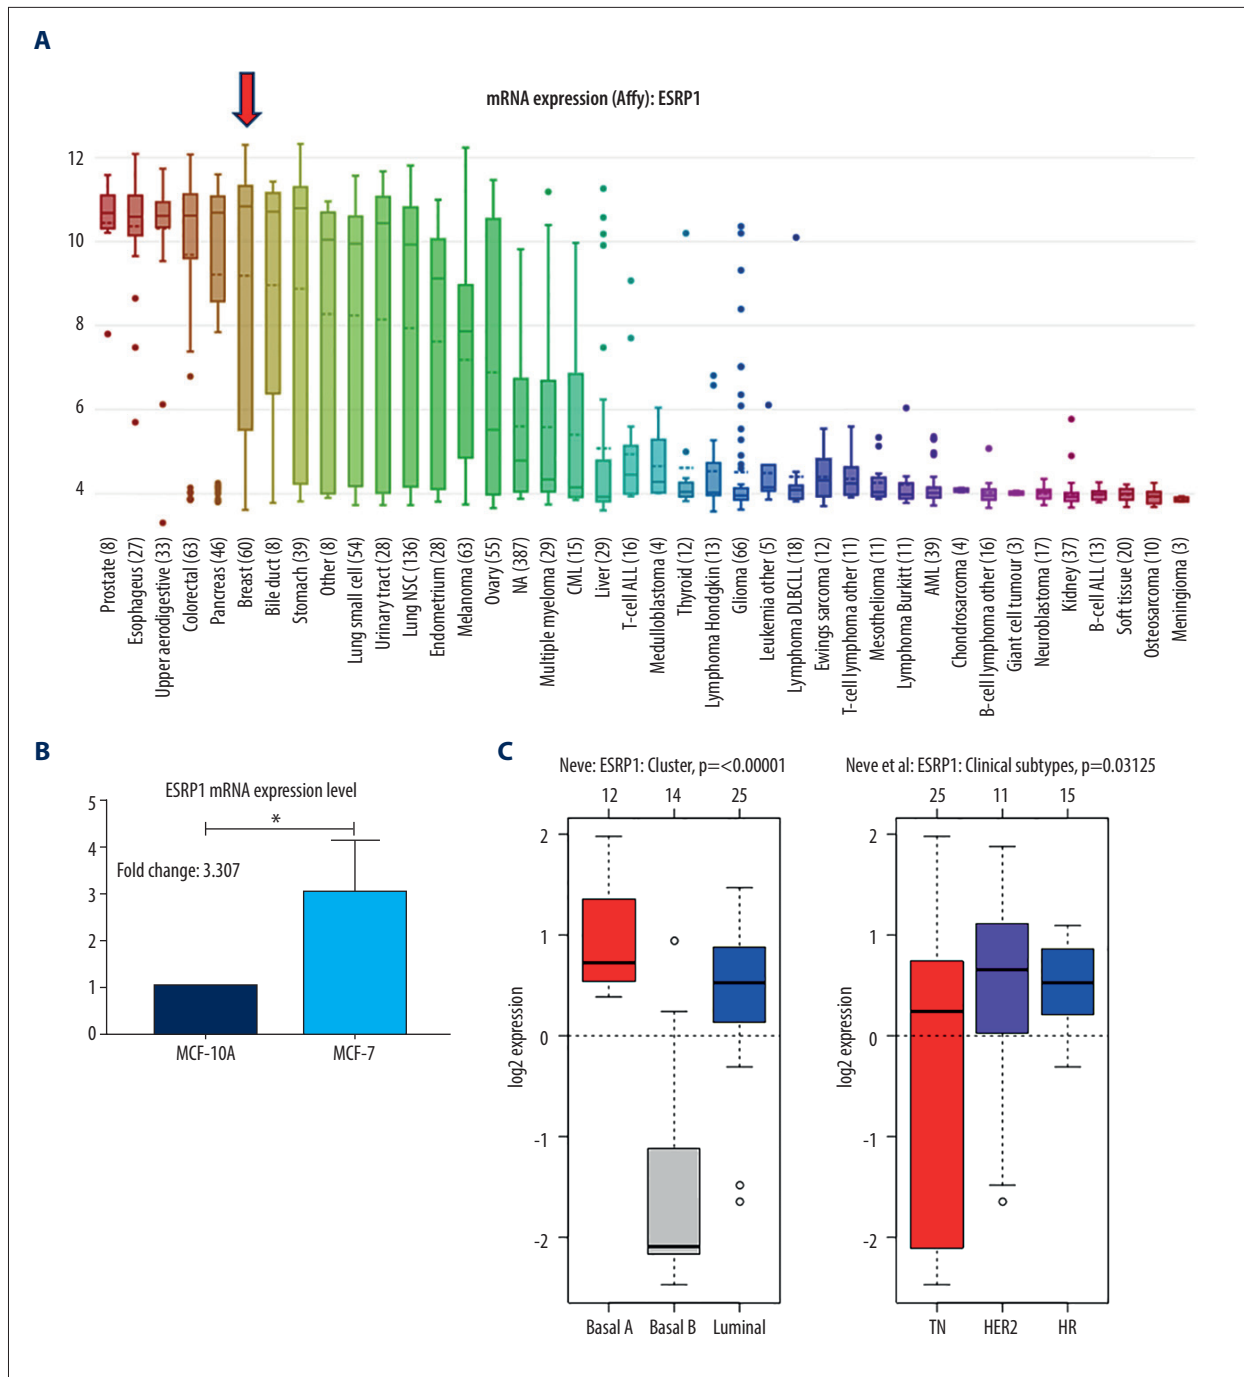 A
mRNA expression (Affy): ESRP1
12
10
8
6
4
Prostate (8)
Esophageus (27)
Upper aerodigestive (33)
Colorectal (63)
Pancreas (46)
Breast (60)
Bile duct (8)
Stomach (39)
Other (8)
Lung small cell (54)
Urinary tract (28)
Lung NSC (136)
Endometrium (28)
Melanoma (63)
Ovary (55)
NA (387)
Multiple myeloma (29)
CML (15)
Liver (29)
T-cell ALL (16)
Medulloblastoma (4)
Thyroid (12)
Lymphoma Hondgkin (13)
Glioma (66)
Leukemia other (5)
Lymphoma DLBCLL (18)
Ewings sarcoma (12)
T-cell lymphoma other (11)
Mesothelioma (11)
Lymphoma Burkitt (11)
AML (39)
Chondrosarcoma (4)
B-cell lymphoma other (16)
Giant cell tumour (3)
Neuroblastoma (17)
Kidney (37)
B-cell ALL (13)
Soft tissue (20)
Osteosarcoma (10)
Meningioma (3)
B
ESRP1 mRNA expression level
5
4
3
2
1
0
*
Fold change: 3.307
MCF-10A
MCF-7
C
Neve: ESRP1: Cluster, p=<0.00001
12 14 25
2
1
0
-1
-2
log2 expression
Basal A Basal B Luminal
Neve et al: ESRP1: Clinical subtypes, p=0.03125
25 11 15
2
1
0
-1
-2
log2 expression
TN HER2 HR